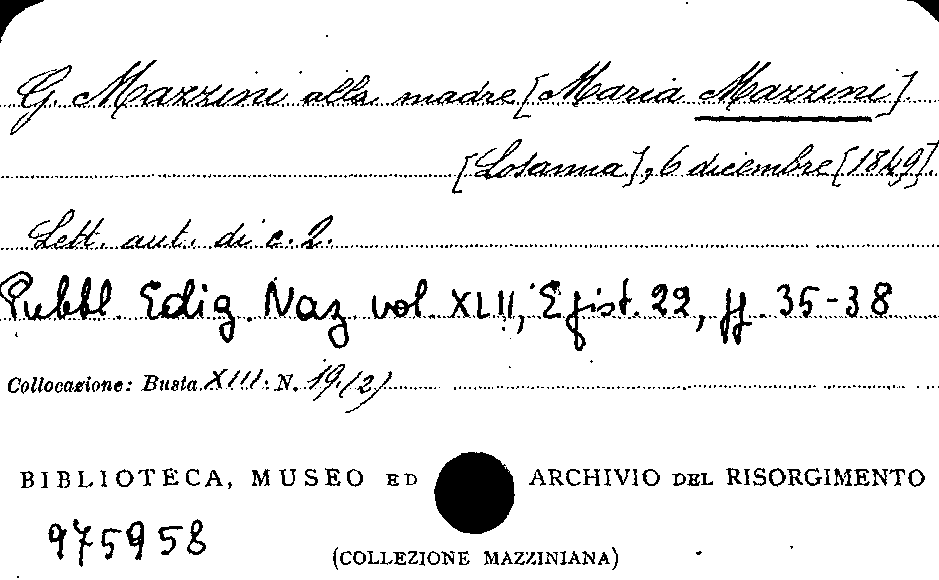 G. Mazzini alla madre [Maria Mazzini].
[Losanna], 6 dicembre [1849].
Lett. aut. di c. 2.
Pubbl. Ediz. Naz. vol. XLII, Epist. 22, pp. 35-38
Collocazione: Busta XIII. N. 19.(2)
BIBLIOTECA, MUSEO ED ARCHIVIO DEL RISORGIMENTO
975958
(COLLEZIONE MAZZINIANA)